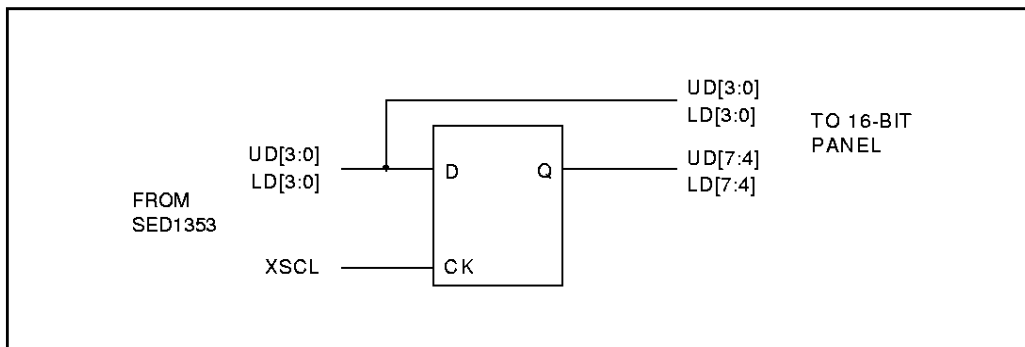 UD[3:0]
LD[3:0]
TO 16-BIT
PANEL
UD[3:0]
LD[3:0]
D
Q
UD[7:4]
LD[7:4]
FROM
SED1353
XSCL
CK